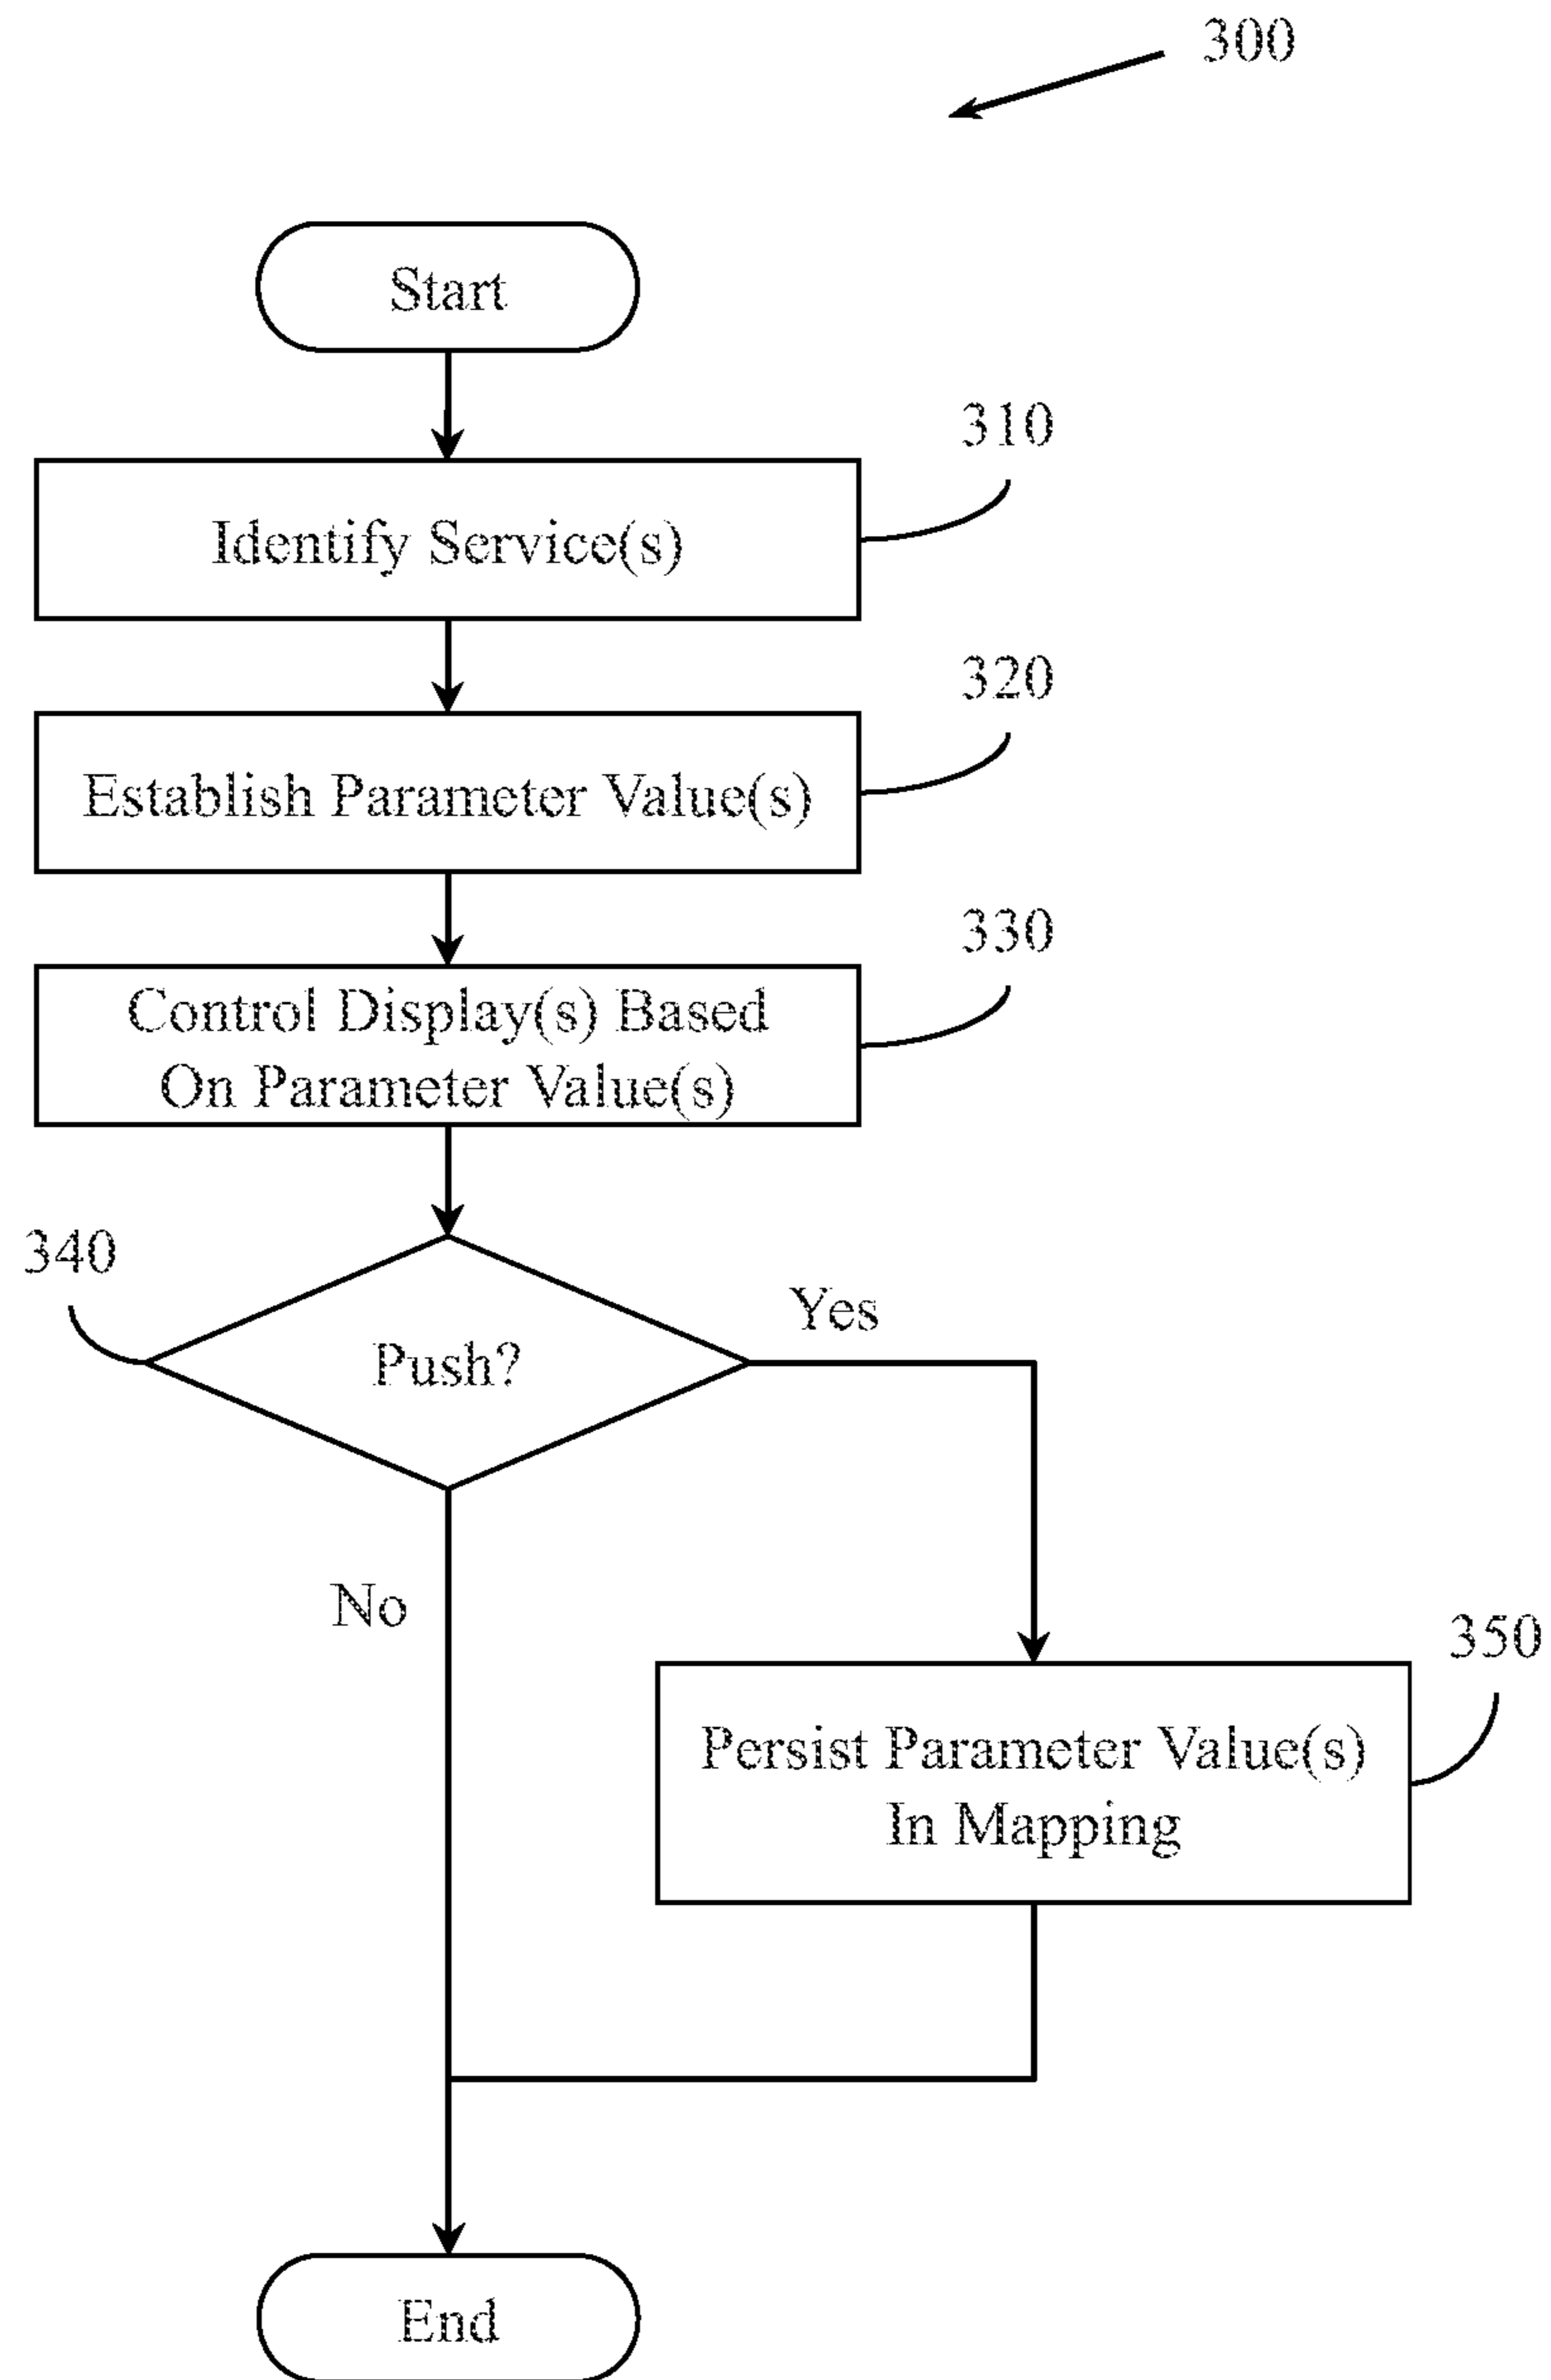 300
Start
310
Identify Service(s)
320
Establish Parameter Value(s)
330
Control Display(s) Based
On Parameter Value(s)
340
Yes
Push?
No
350
Persist Parameter Value(s)
In Mapping
End